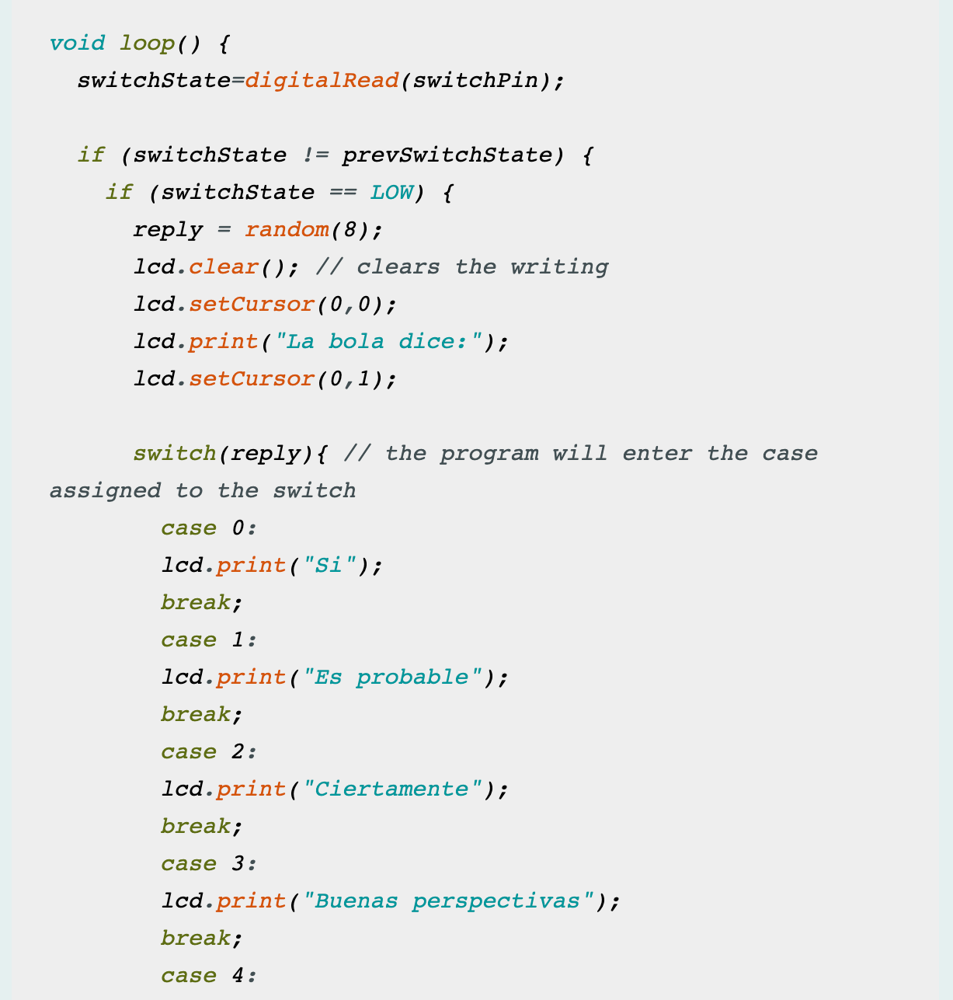 void loop() {
switchState=digitalRead(switchPin);
if (switchState != prevSwitchState) {
if (switchState == LOW) {
reply = random(8);
lcd.clear(); // clears the writing
lcd.setCursor(0,0);
lcd.print("La bola dice:");
lcd.setCursor(0,1);
switch(reply){ // the program will enter the case
assigned to the switch
case 0:
lcd.print("Si");
break;
case 1:
lcd.print("Es probable");
break;
case 2:
lcd.print("Ciertamente");
break;
case 3:
lcd.print("Buenas perspectivas");
break;
case 4: